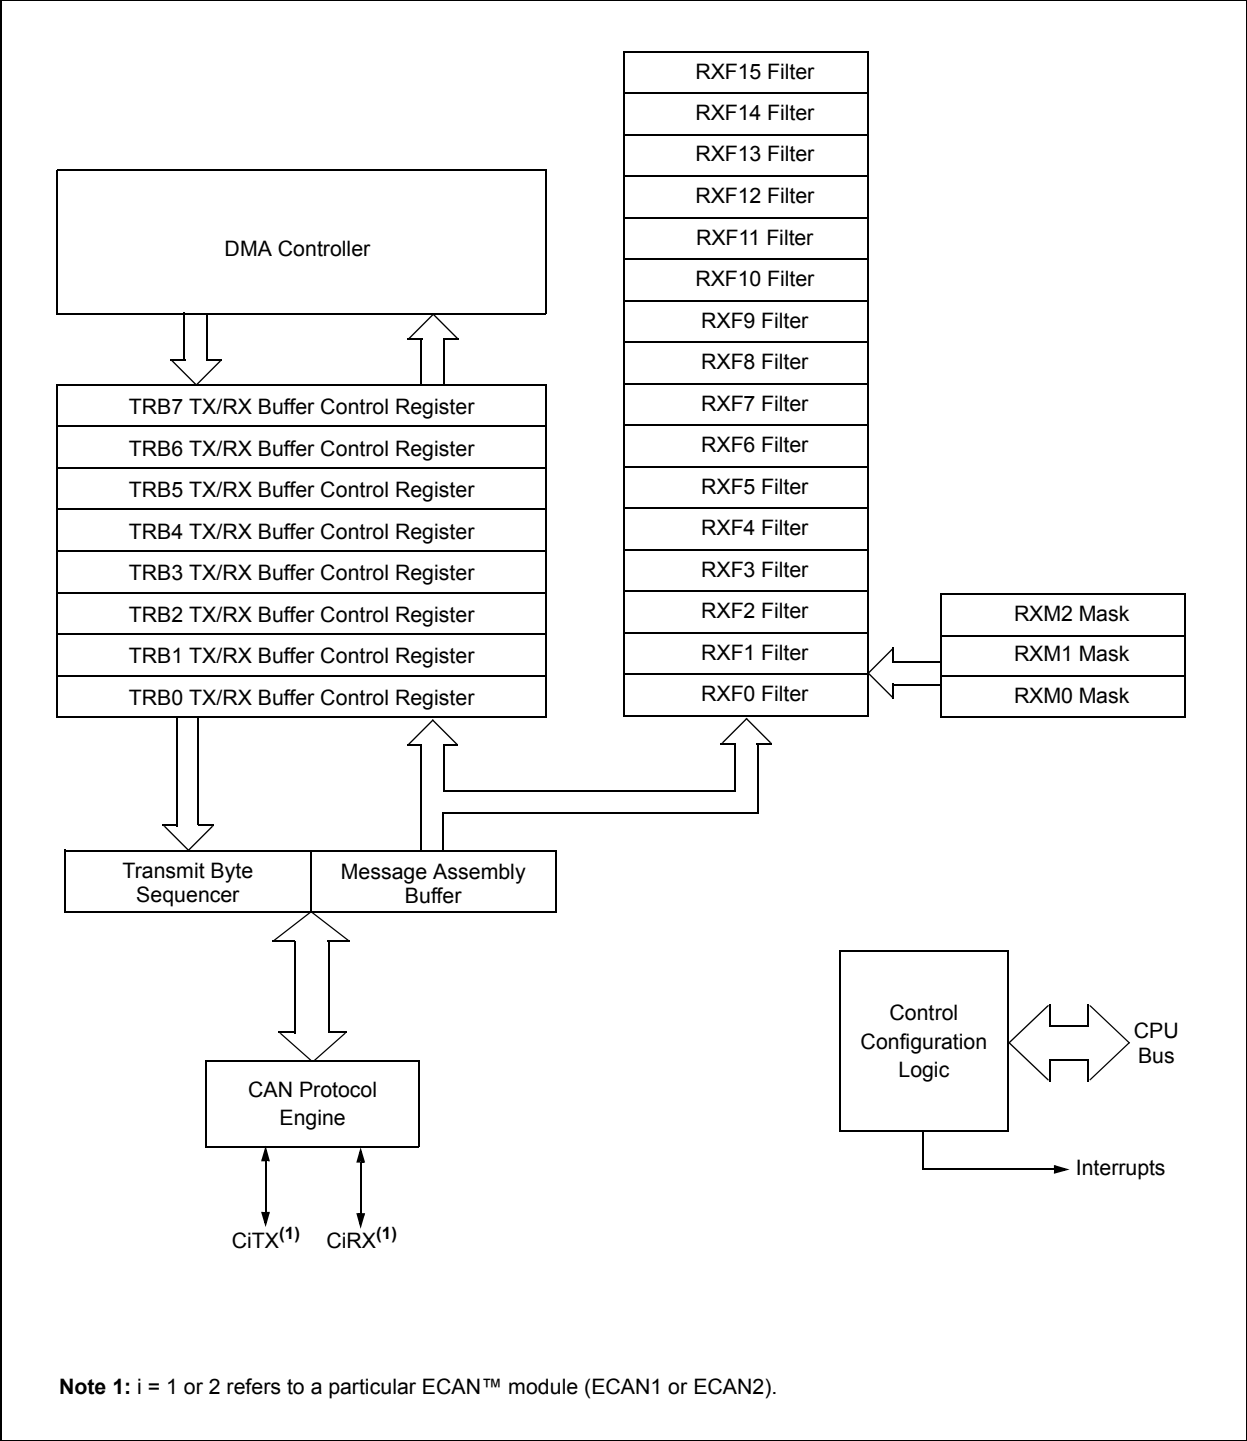 RXF15 Filter
RXF14 Filter
RXF13 Filter
RXF12 Filter
RXF11 Filter
RXF10 Filter
RXF9 Filter
RXF8 Filter
RXF7 Filter
RXF6 Filter
RXF5 Filter
RXF4 Filter
RXF3 Filter
RXF2 Filter
RXF1 Filter
RXF0 Filter
DMA Controller
TRB7 TX/RX Buffer Control Register
TRB6 TX/RX Buffer Control Register
TRB5 TX/RX Buffer Control Register
TRB4 TX/RX Buffer Control Register
TRB3 TX/RX Buffer Control Register
TRB2 TX/RX Buffer Control Register
TRB1 TX/RX Buffer Control Register
TRB0 TX/RX Buffer Control Register
RXM2 Mask
RXM1 Mask
RXM0 Mask
Transmit Byte
Sequencer
Message Assembly
Buffer
Control
Configuration
Logic
CPU
Bus
CAN Protocol
Engine
Interrupts
CiTX(1)
CiRX(1)
Note 1: i = 1 or 2 refers to a particular ECAN™ module (ECAN1 or ECAN2).